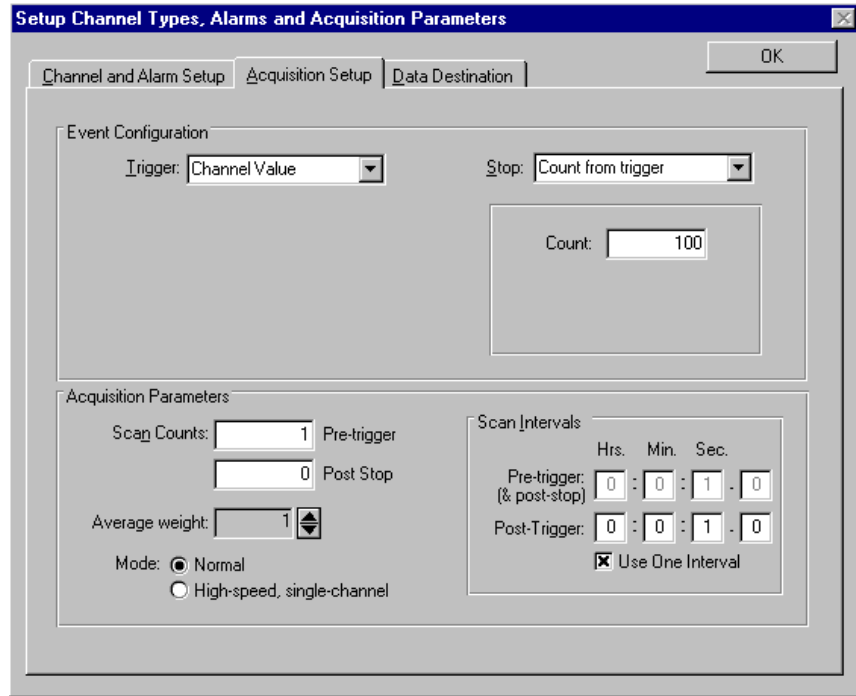 Setup Channel Types, Alarms and Acquisition Parameters
OK
Channel and Alarm Setup
Acquisition Setup
Data Destination
Event Configuration
Trigger: Channel Value
Stop: Count from trigger
Count: 100
Acquisition Parameters
Scan Counts: 1 Pre-trigger
0 Post Stop
Average weight: 1
Mode: Normal
High-speed, single-channel
Scan Intervals
Hrs. Min. Sec.
Pre-trigger: 0 : 0 : 1 . 0
(& post-stop)
Post-Trigger: 0 : 0 : 1 . 0
Use One Interval